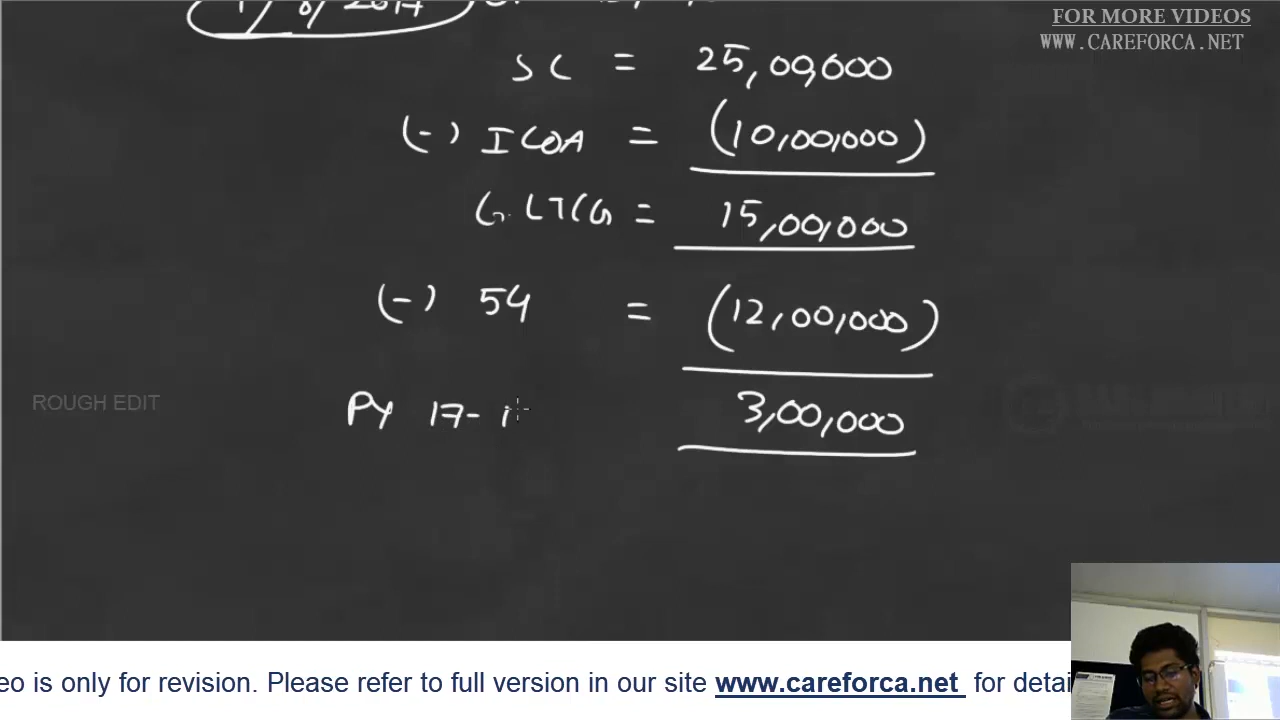 FOR MORE VIDEOS
WWW.CAREFORCA.NET
SC = 25,00,000
(-) ICOA = (10,00,000)
G.LTCG = 15,00,000
(-) 54 = (12,00,000)
ROUGH EDIT
PY 17- 3,00,000
eo is only for revision. Please refer to full version in our site www.careforca.net for detai